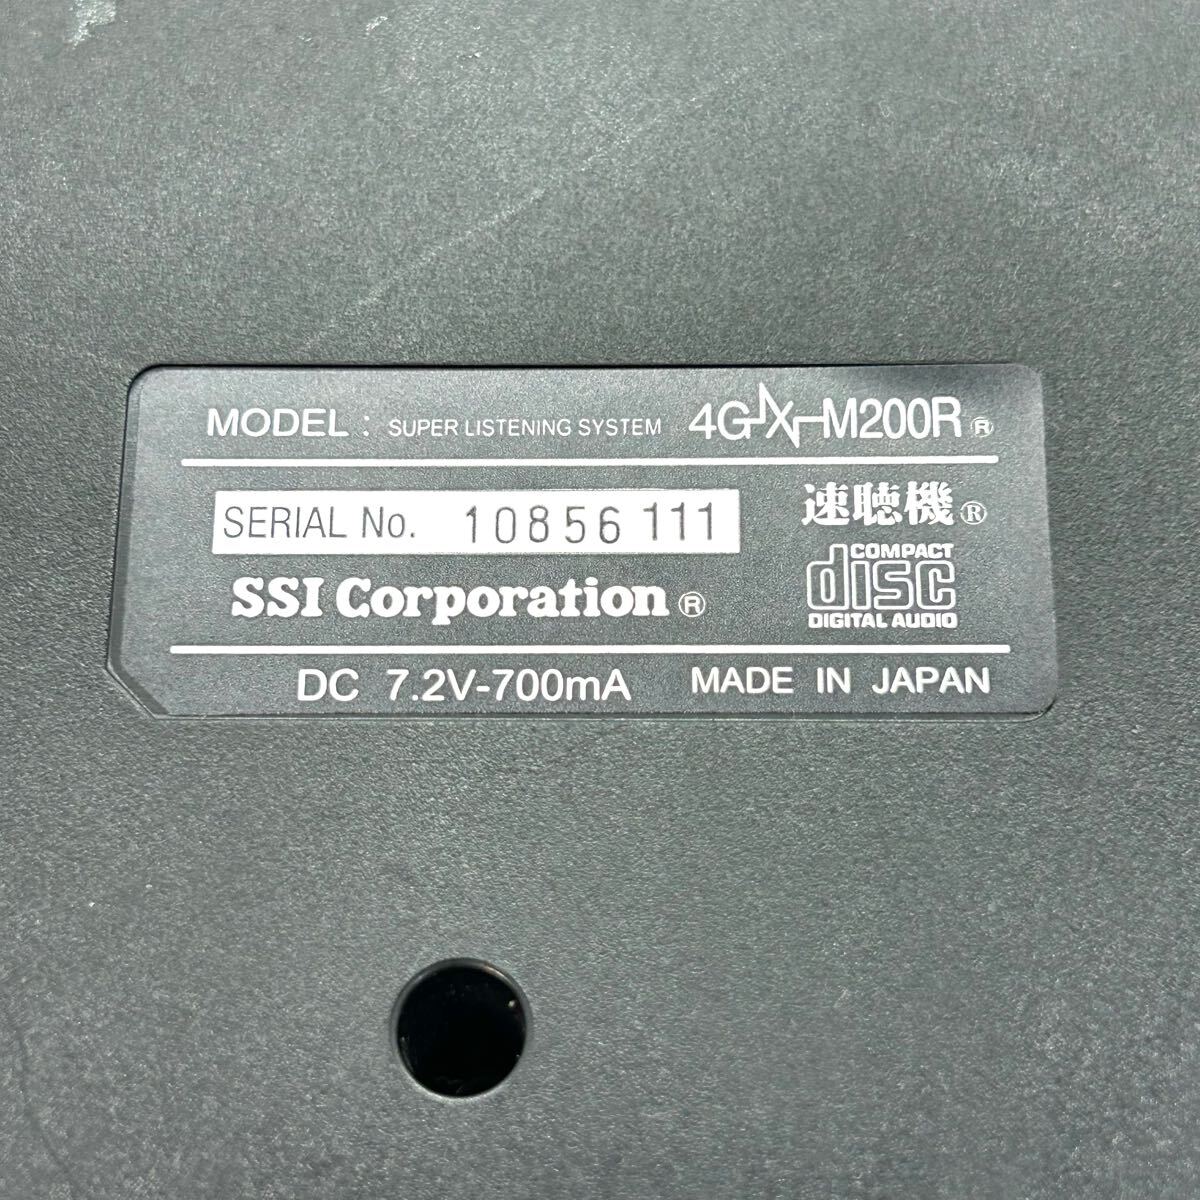 MODEL : SUPER LISTENING SYSTEM 4GX-M200R®
SERIAL No. 10856111
速聴機®
SSI Corporation®
COMPACT
disc
DIGITAL AUDIO
DC 7.2V-700mA MADE IN JAPAN